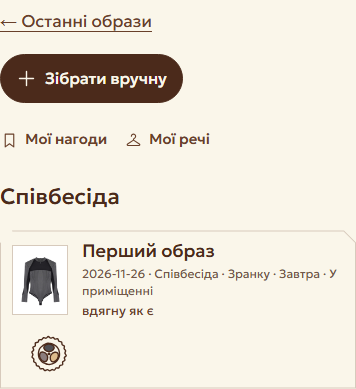 ← Останні образи
Зібрати вручну
Мої нагоди Мої речі
Співбесіда
Перший образ
2026-11-26 · Співбесіда · Зранку · Завтра · У
приміщенні
вдягну як є